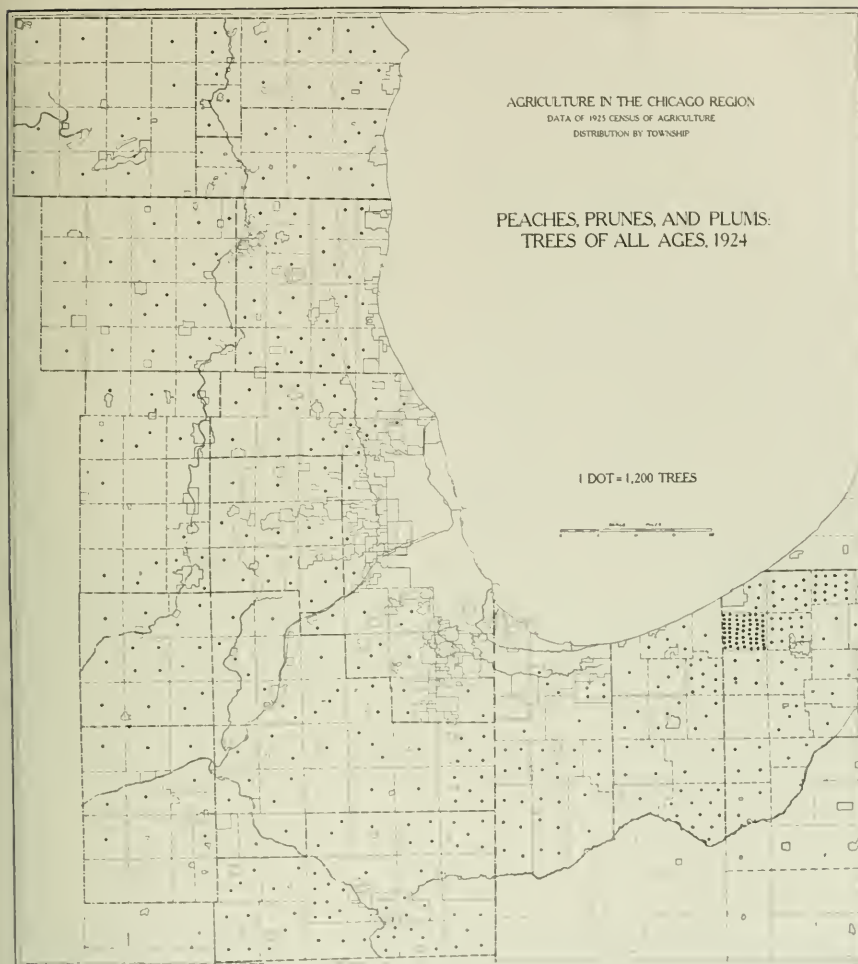 AGRICULTURE IN THE CHICAGO REGION
DATA OF 1925 CENSUS OF AGRICULTURE
DISTRIBUTION BY TOWNSHIP
PEACHES, PRUNES, AND PLUMS:
TREES OF ALL AGES, 1924
1 DOT = 1,200 TREES